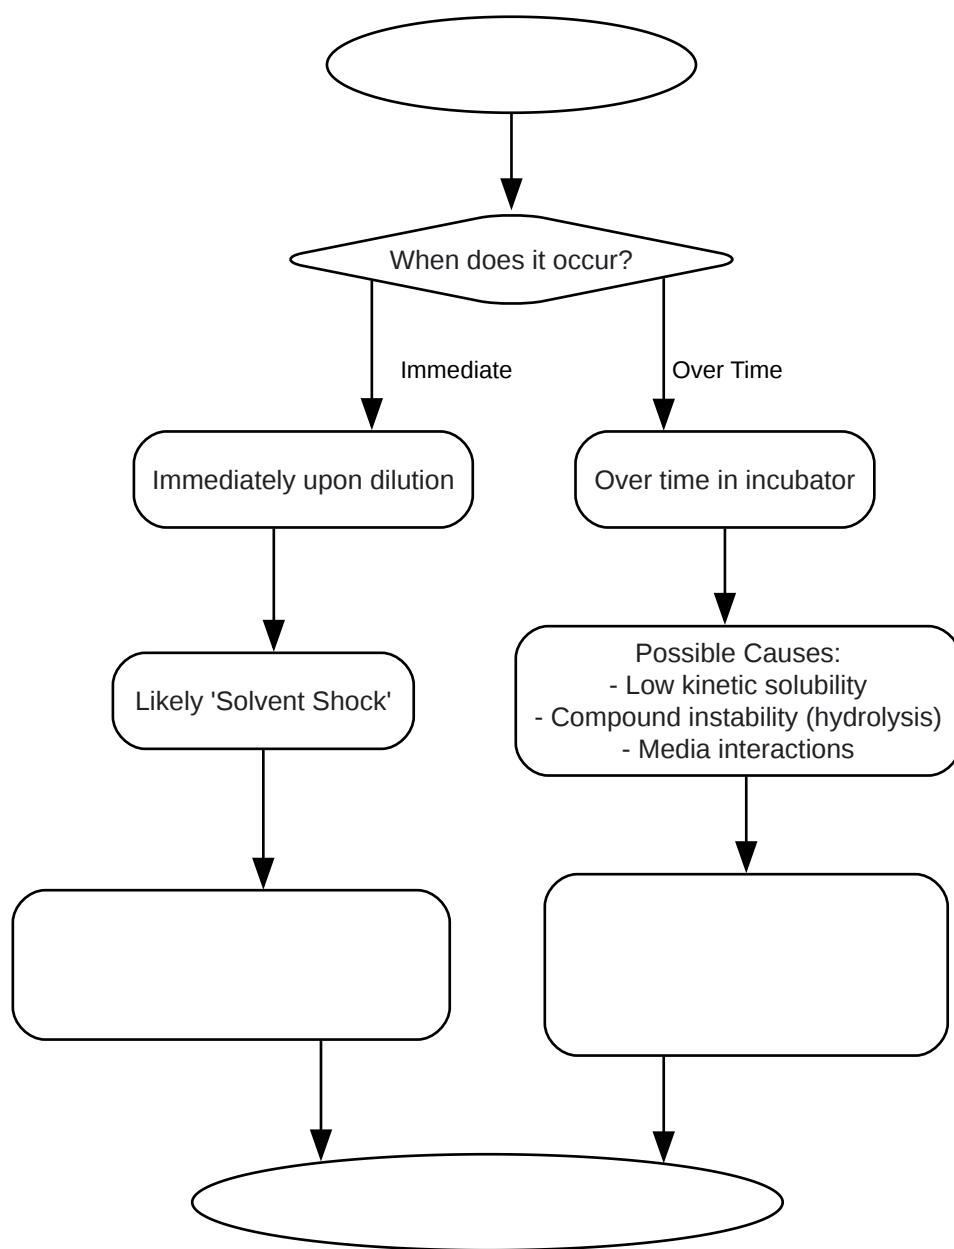 When does it occur?
Immediate
Over Time
Immediately upon dilution
Over time in incubator
Likely 'Solvent Shock'
Possible Causes:
- Low kinetic solubility
- Compound instability (hydrolysis)
- Media interactions